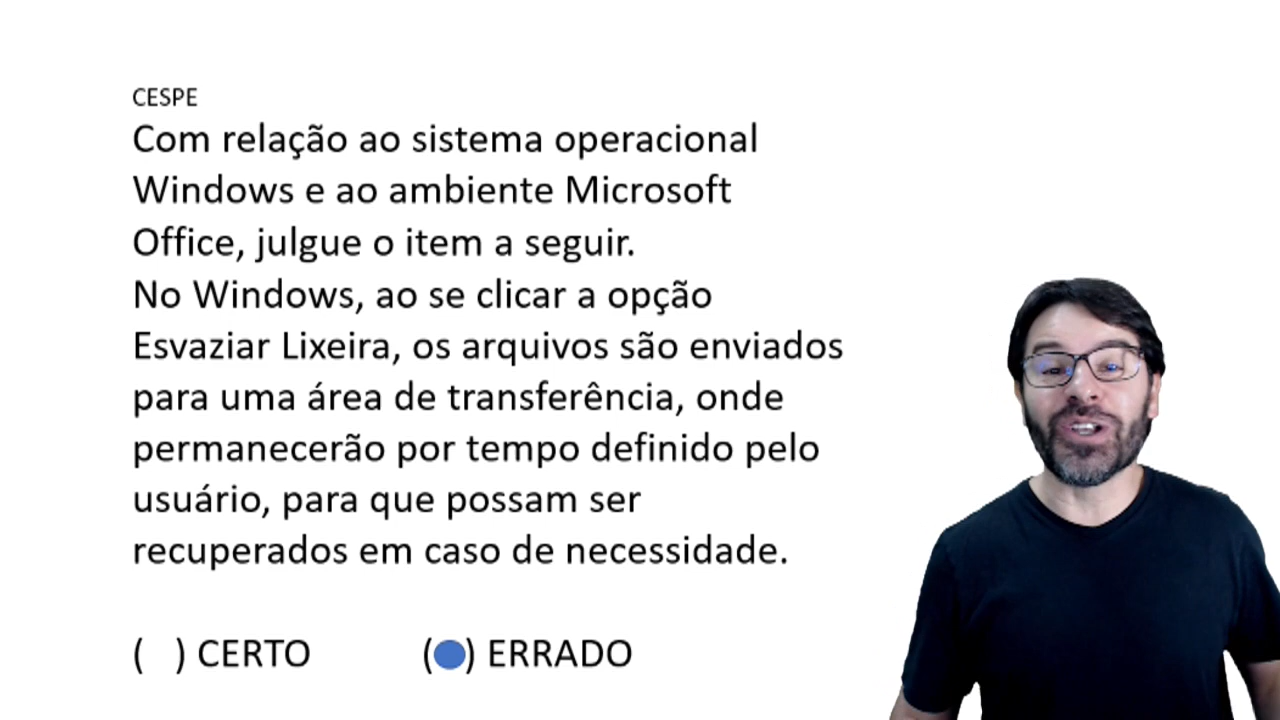 CESPE
Com relação ao sistema operacional
Windows e ao ambiente Microsoft
Office, julgue o item a seguir.
No Windows, ao se clicar a opção
Esvaziar Lixeira, os arquivos são enviados
para uma área de transferência, onde
permanecerão por tempo definido pelo
usuário, para que possam ser
recuperados em caso de necessidade.
( ) CERTO ( ) ERRADO